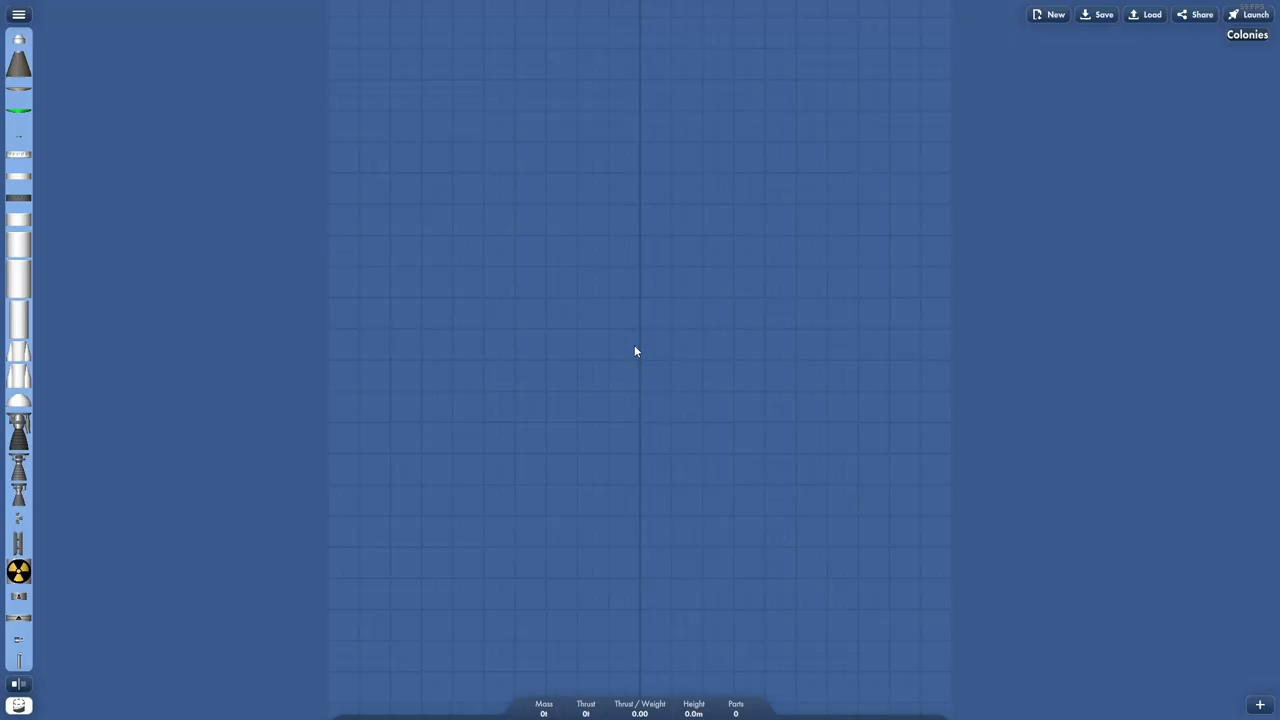 New Save Load Share Launch
Colonies
Mass Thrust Thrust / Weight Height Parts
0t 0t 0.00 0.0m 0